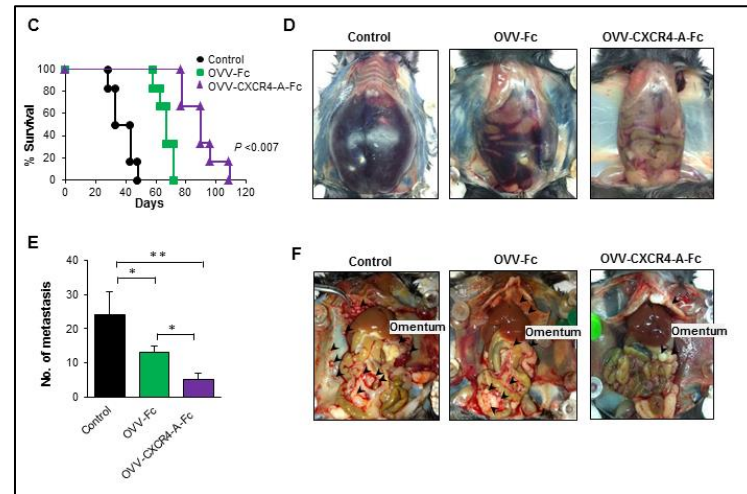 C
Control
OVV-Fc
OVV-CXCR4-A-Fc
100
80
60
40
20
0
% Survival
P <0.007
0 20 40 60 80 100 120
Days
D
Control OVV-Fc OVV-CXCR4-A-Fc
E
**
*
*
40
30
20
10
0
No. of metastasis
Control
OVV-Fc
OVV-CXCR4-A-Fc
F
Control OVV-Fc OVV-CXCR4-A-Fc
Omentum Omentum Omentum